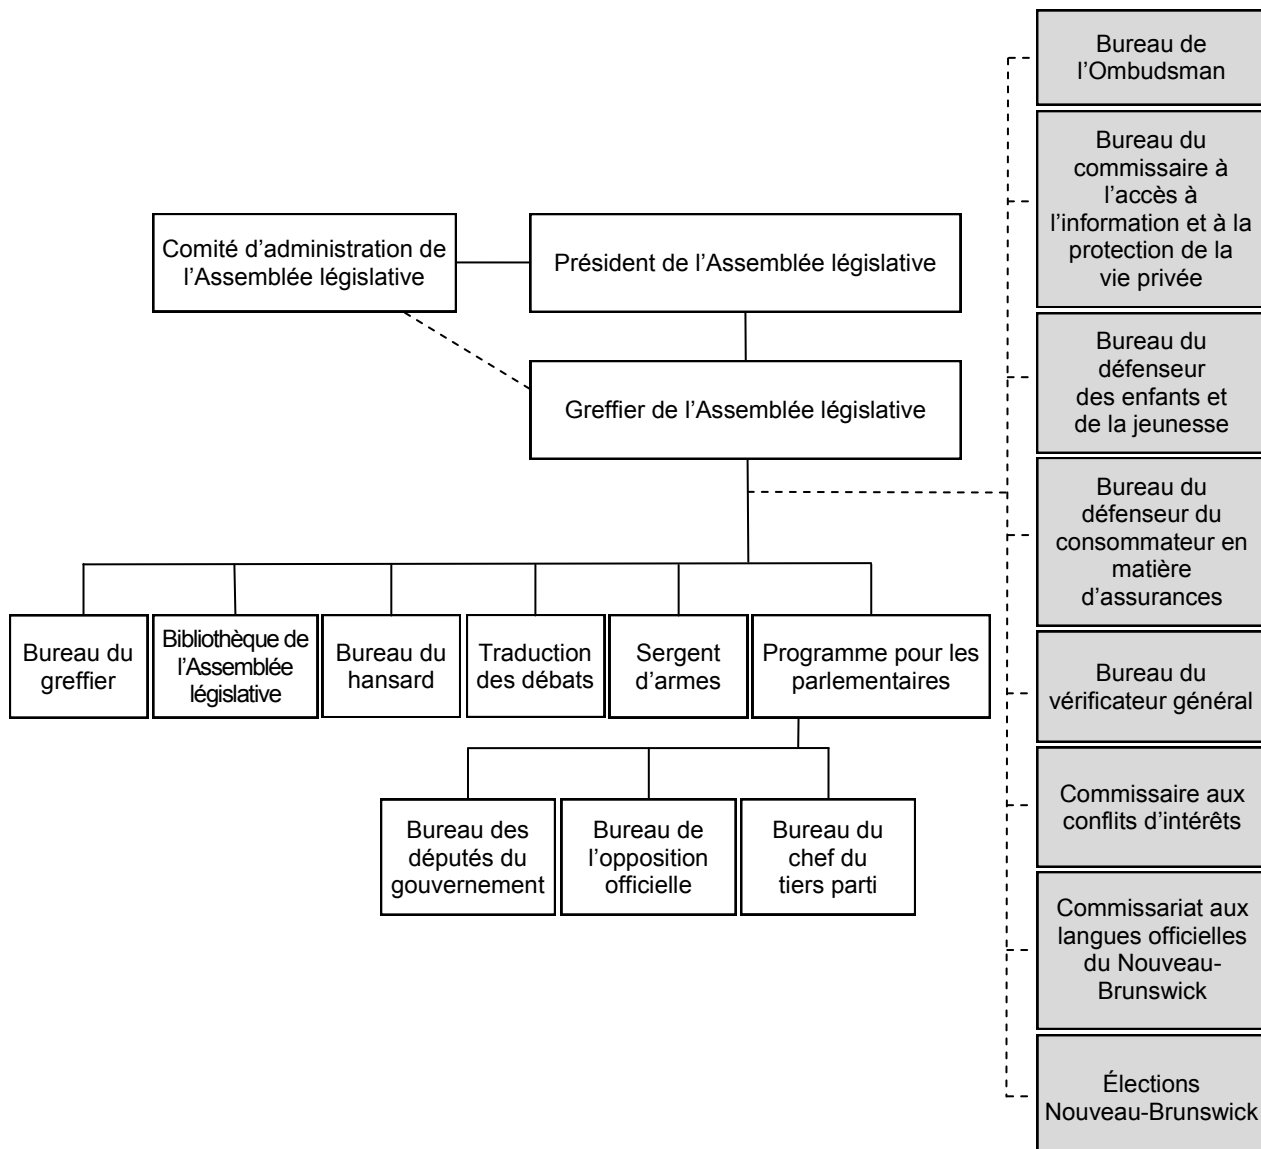 Comité d’administration de
l’Assemblée législative
Président de l’Assemblée législative
Greffier de l’Assemblée législative
Bureau du
greffier
Bibliothèque de
l’Assemblée
législative
Bureau du
hansard
Traduction
des débats
Sergent
d’armes
Programme pour les
parlementaires
Bureau des
députés du
gouvernement
Bureau de
l’opposition
officielle
Bureau du
chef du
tiers parti
Bureau de
l’Ombudsman
Bureau du
commissaire à
l’accès à
l’information et à la
protection de la
vie privée
Bureau du
défenseur
des enfants et
de la jeunesse
Bureau du
défenseur du
consommateur en
matière
d’assurances
Bureau du
vérificateur général
Commissaire aux
conflits d’intérêts
Commissariat aux
langues officielles
du Nouveau-
Brunswick
Élections
Nouveau-Brunswick